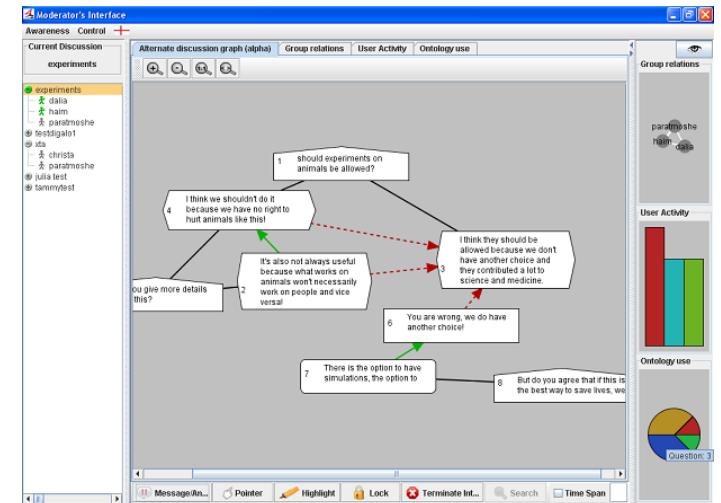 Moderator's Interface
Awareness Control
Current Discussion
experiments
experiments
dalia
haim
paratmoshe
testdigalo1
xta
christa
paratmoshe
julia test
tammytest
Alternate discussion graph (alpha)
Group relations
User Activity
Ontology use
1
should experiments on
animals be allowed?
4
I think we shouldn't do it
because we have no right to
hurt animals like this!
3
I think they should be
allowed because we don't
have another choice and
they contributed a lot to
science and medicine.
ou give more details
this?
2
It's also not always useful
because what works on
animals won't necessarily
work on people and vice
versa!
6
You are wrong, we do have
another choice!
7
There is the option to have
simulations, the option to
8
But do you agree that if this is
the best way to save lives, we
Message/An...
Pointer
Highlight
Lock
Terminate Int...
Search
Time Span
Group relations
paratmoshe
haim
dalia
User Activity
Ontology use
Question: 3